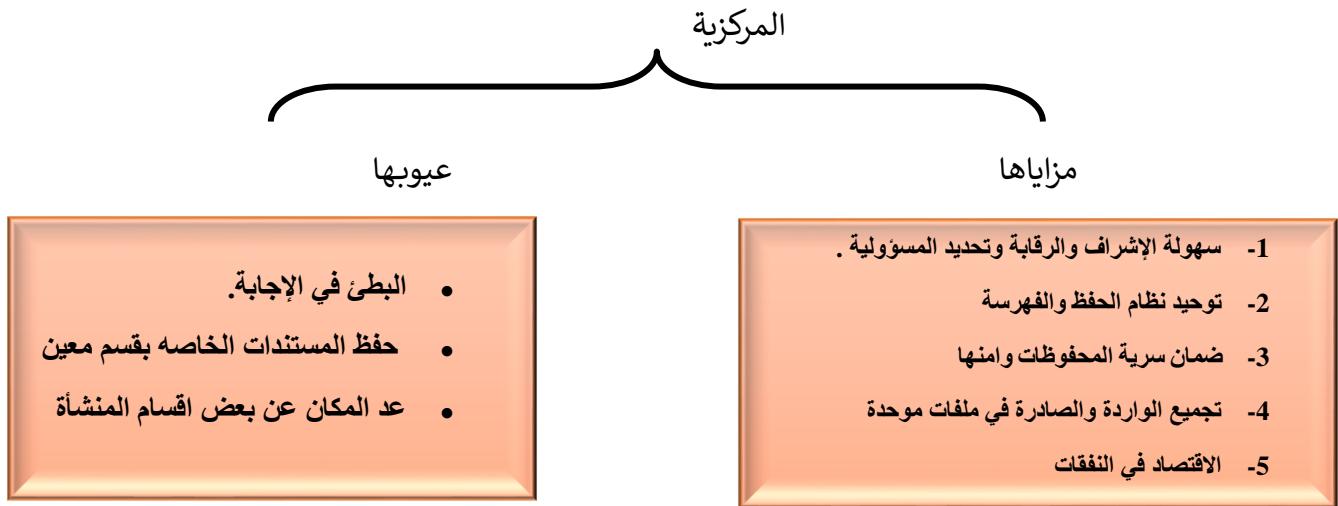 المركزية
مزاياها
1- سهولة الإشراف والرقابة وتحديد المسؤولية .
2- توحيد نظام الحفظ والفهرسة
3- ضمان سرية المحفوظات وامنها
4- تجميع الواردة والصادرة في ملفات موحدة
5- الاقتصاد في النفقات
عيوبها
• البطئ في الإجابة.
• حفظ المستندات الخاصه بقسم معين
• عد المكان عن بعض اقسام المنشأة